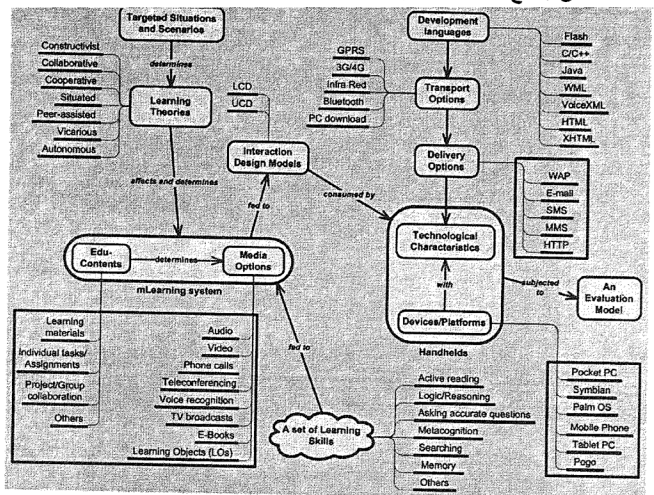 Targeted Situations
and Scenarios
determines
Constructivist
Collaborative
Cooperative
Situated
Peer-assisted
Vicarious
Autonomous
Learning
Theories
affects and determines
LCD
UCD
Interaction
Design Models
fed to
consumed by
Development
languages
Flash
C/C++
Java
WML
VoiceXML
HTML
XHTML
GPRS
3G/4G
Infra Red
Bluetooth
PC download
Transport
Options
Delivery
Options
WAP
E-mail
SMS
MMS
HTTP
Technological
Characteristics
with
Devices/Platforms
Handhelds
subjected
to
An
Evaluation
Model
Edu-
Contents
determines
Media
Options
mLearning system
Learning
materials
Individual tasks/
Assignments
Project/Group
collaboration
Others
Audio
Video
Phone calls
Teleconferencing
Voice recognition
TV broadcasts
E-Books
Learning Objects (LOs)
fed to
A set of Learning
Skills
Active reading
Logic/Reasoning
Asking accurate questions
Metacognition
Searching
Memory
Others
Pocket PC
Symbian
Palm OS
Mobile Phone
Tablet PC
Pogo